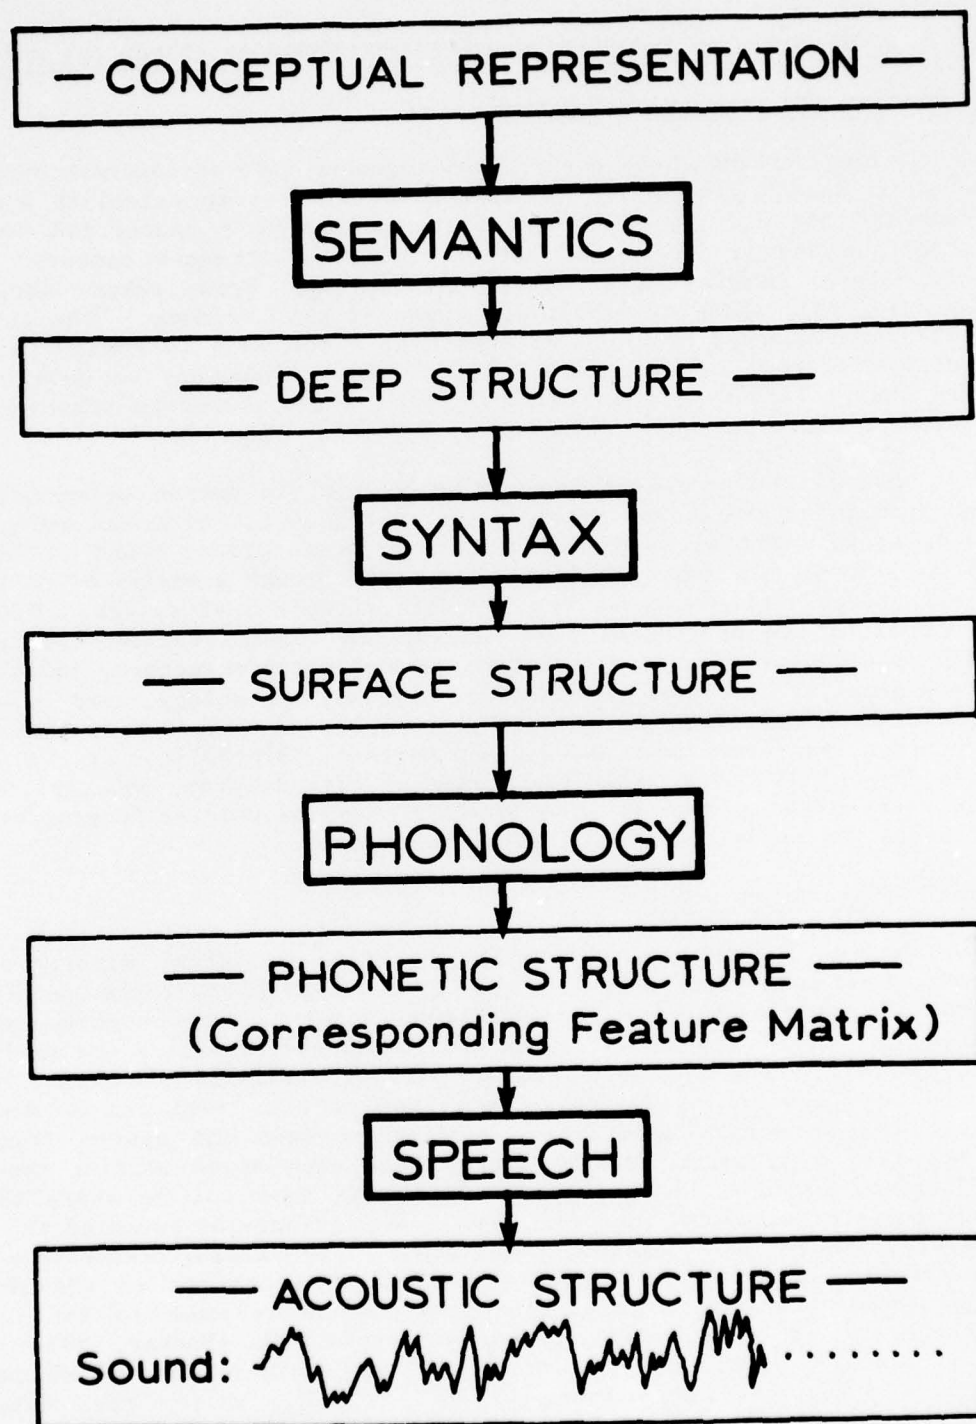 — CONCEPTUAL REPRESENTATION —
SEMANTICS
— DEEP STRUCTURE —
SYNTAX
— SURFACE STRUCTURE —
PHONOLOGY
— PHONETIC STRUCTURE —
(Corresponding Feature Matrix)
SPEECH
— ACOUSTIC STRUCTURE —
Sound: ........